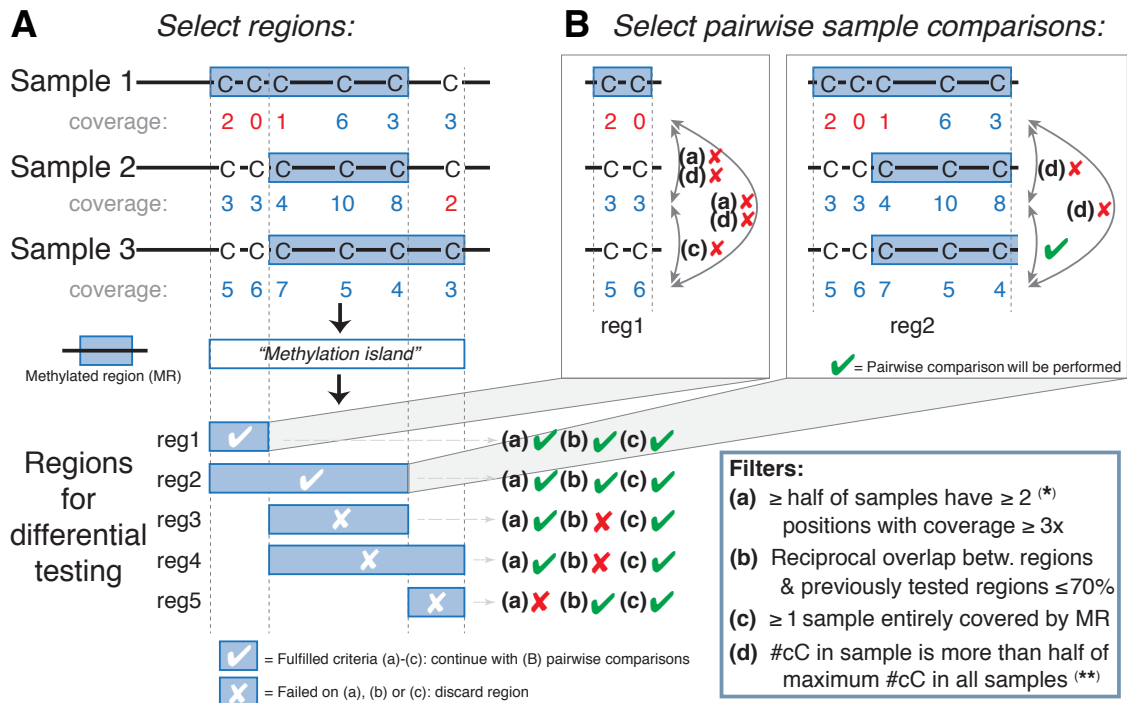 A
Select regions:
Sample 1
C C C C C C
coverage:
2 0 1 6 3 3
Sample 2
C C C C C C
coverage:
3 3 4 10 8 2
Sample 3
C C C C C C
coverage:
5 6 7 5 4 3
Methylated region (MR)
“Methylation island”
Regions
for
differential
testing
reg1
(a) ✔ (b) ✔ (c) ✔
reg2
(a) ✔ (b) ✔ (c) ✔
reg3
(a) ✔ (b) ✘ (c) ✔
reg4
(a) ✔ (b) ✘ (c) ✔
reg5
(a) ✘ (b) ✔ (c) ✔
✔ = Fulfilled criteria (a)-(c): continue with (B) pairwise comparisons
✘ = Failed on (a), (b) or (c): discard region
B
Select pairwise sample comparisons:
C C
2 0
(a) ✘
(d) ✘
C C
3 3
(a) ✘
(d) ✘
C C
(c) ✘
5 6
reg1
C C C C C
2 0 1 6 3
C C C C C
(d) ✘
3 3 4 10 8
(d) ✘
C C C C C
✔
5 6 7 5 4
reg2
✔ = Pairwise comparison will be performed
Filters:
(a) ≥ half of samples have ≥ 2 (*)
positions with coverage ≥ 3x
(b) Reciprocal overlap betw. regions
& previously tested regions ≤70%
(c) ≥ 1 sample entirely covered by MR
(d) #cC in sample is more than half of
maximum #cC in all samples (**)